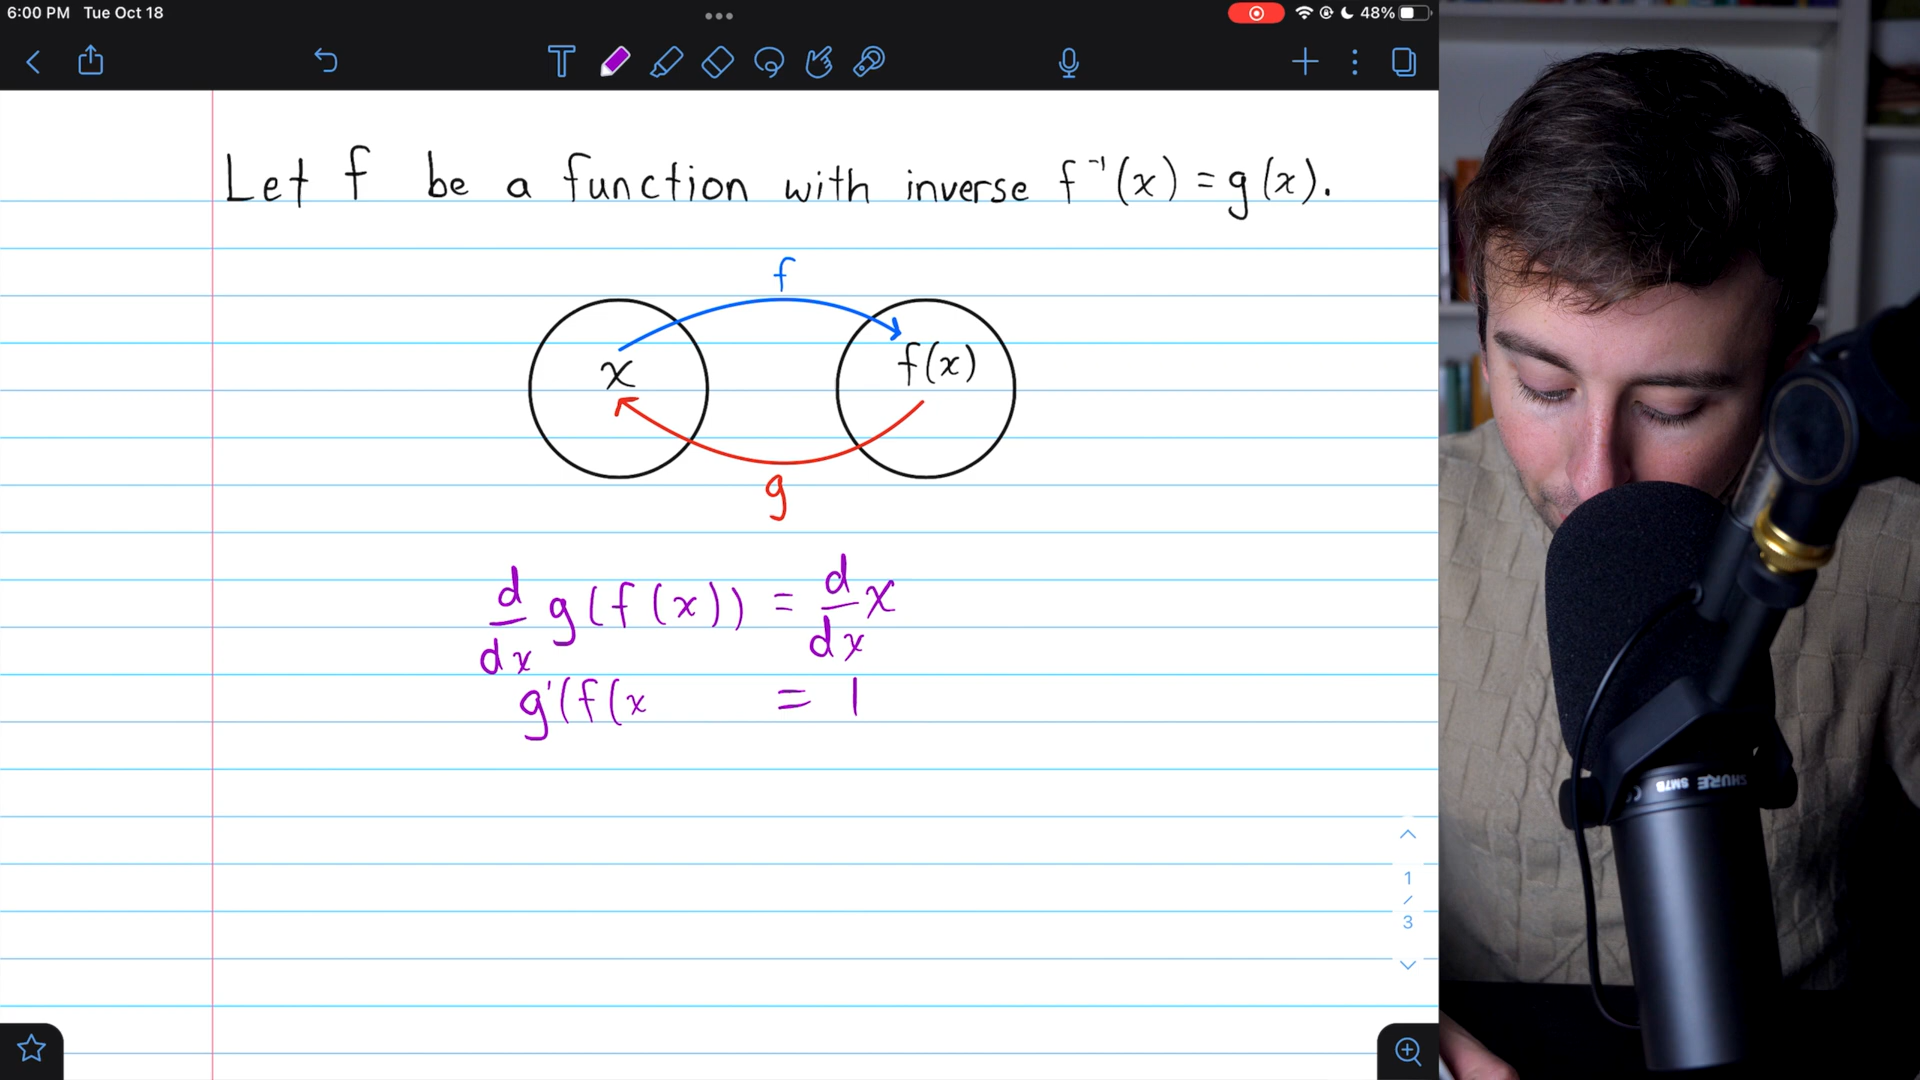 6:00 PM Tue Oct 18
48%
Let f be a function with inverse f⁻¹(x) = g(x).
f
x
f(x)
g
d/dx g(f(x)) = d/dx x
g'(f(x = 1
SHURE SM7B
1
/
3